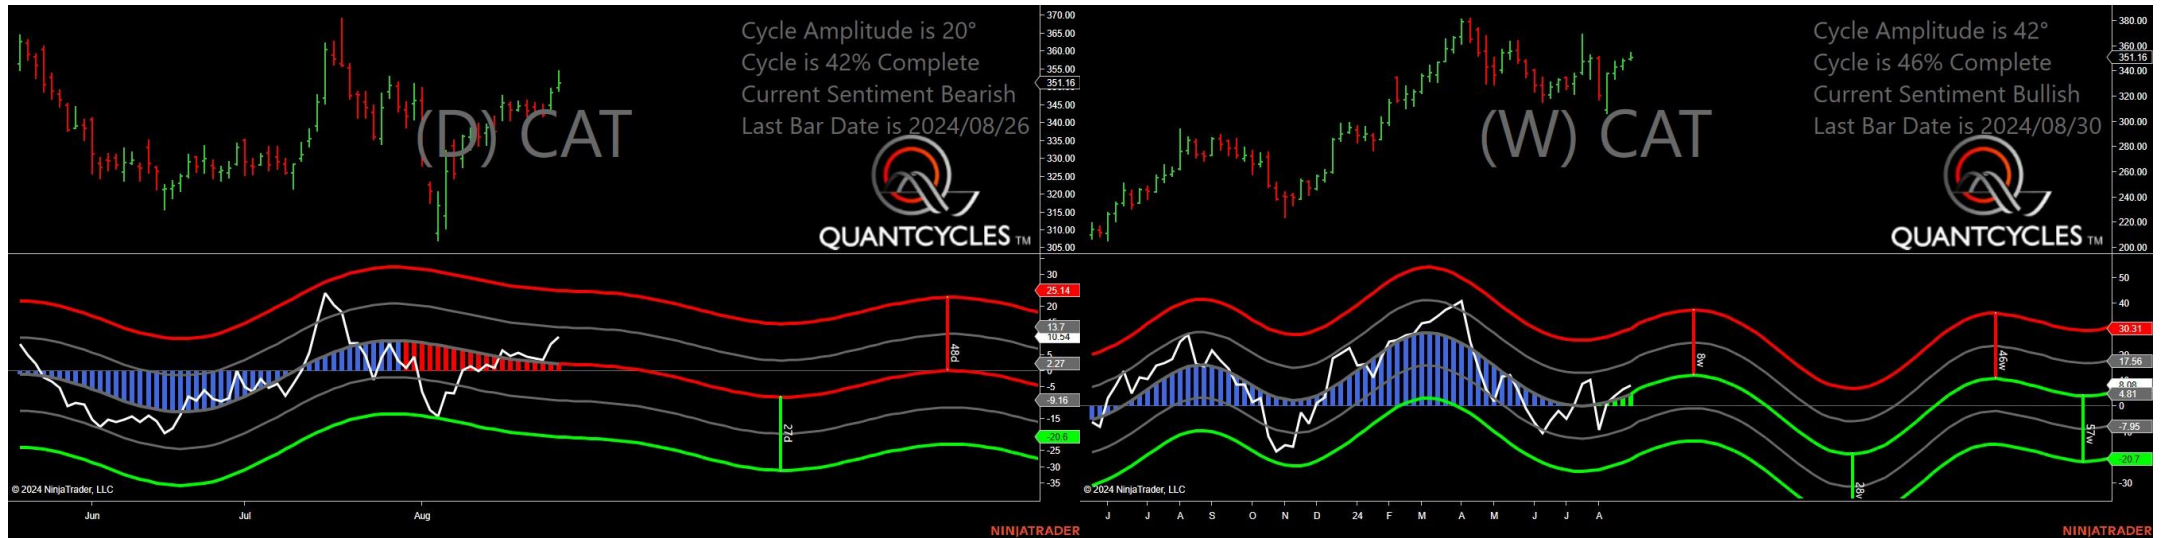 Cycle Amplitude is 20°
Cycle is 42% Complete
Current Sentiment Bearish
Last Bar Date is 2024/08/26
(D) CAT
QUANTCYCLES TM
370.00
365.00
360.00
355.00
351.16
345.00
340.00
335.00
330.00
325.00
320.00
315.00
310.00
305.00
30
25.14
20
13.7
10.54
5
2.27
0
-5
-9.16
-15
-20.6
-25
-30
-35
48d
27d
© 2024 NinjaTrader, LLC
Jun
Jul
Aug
NINJATRADER
Cycle Amplitude is 42°
Cycle is 46% Complete
Current Sentiment Bullish
Last Bar Date is 2024/08/30
(W) CAT
QUANTCYCLES TM
380.00
360.00
351.16
340.00
320.00
300.00
280.00
260.00
240.00
220.00
200.00
50
40
30.31
17.56
8.08
4.81
0
-7.95
-20.7
-30
8w
46w
57w
© 2024 NinjaTrader, LLC
J
J
A
S
O
N
D
24
F
M
A
M
J
J
A
NINJATRADER